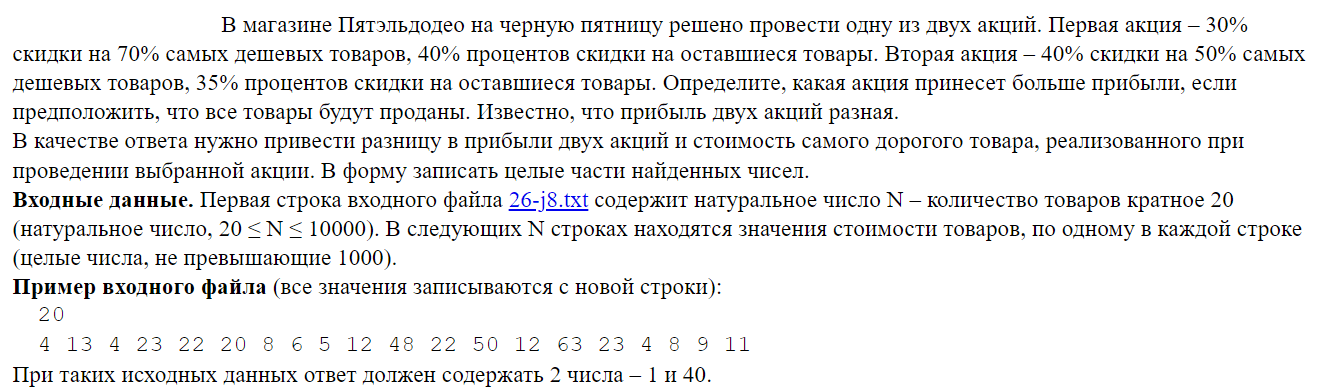 В магазине Пятэльдодео на черную пятницу решено провести одну из двух акций. Первая акция – 30%
скидки на 70% самых дешевых товаров, 40% процентов скидки на оставшиеся товары. Вторая акция – 40% скидки на 50% самых
дешевых товаров, 35% процентов скидки на оставшиеся товары. Определите, какая акция принесет больше прибыли, если
предположить, что все товары будут проданы. Известно, что прибыль двух акций разная.
В качестве ответа нужно привести разницу в прибыли двух акций и стоимость самого дорогого товара, реализованного при
проведении выбранной акции. В форму записать целые части найденных чисел.
Входные данные. Первая строка входного файла 26-j8.txt содержит натуральное число N – количество товаров кратное 20
(натуральное число, 20 ≤ N ≤ 10000). В следующих N строках находятся значения стоимости товаров, по одному в каждой строке
(целые числа, не превышающие 1000).
Пример входного файла (все значения записываются с новой строки):
20
4 13 4 23 22 20 8 6 5 12 48 22 50 12 63 23 4 8 9 11
При таких исходных данных ответ должен содержать 2 числа – 1 и 40.